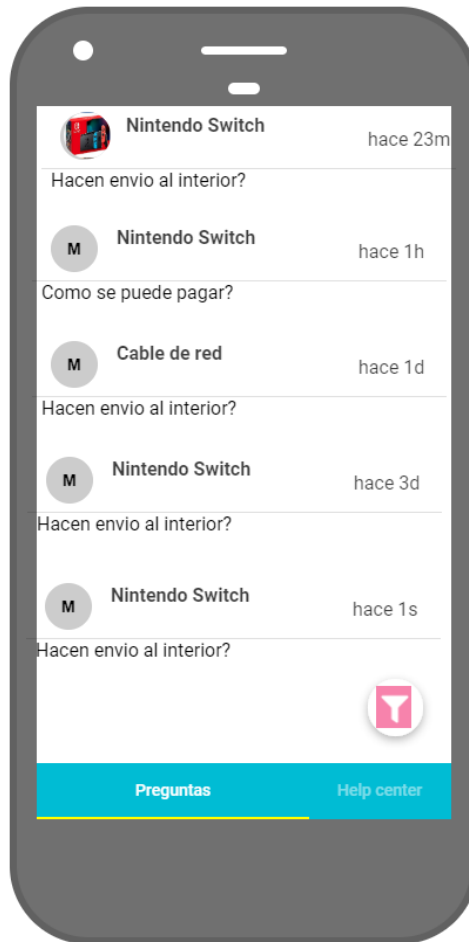 Nintendo Switch
hace 23m
Hacen envio al interior?
M
Nintendo Switch
hace 1h
Como se puede pagar?
M
Cable de red
hace 1d
Hacen envio al interior?
M
Nintendo Switch
hace 3d
Hacen envio al interior?
M
Nintendo Switch
hace 1s
Hacen envio al interior?
Preguntas
Help center